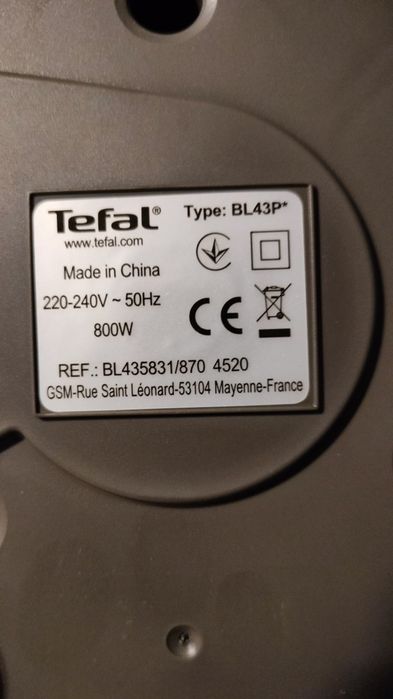 Tefal®
Type: BL43P*
www.tefal.com
Made in China
220-240V ~ 50Hz
800W
CE
REF.: BL435831/870 4520
GSM-Rue Saint Léonard-53104 Mayenne-France